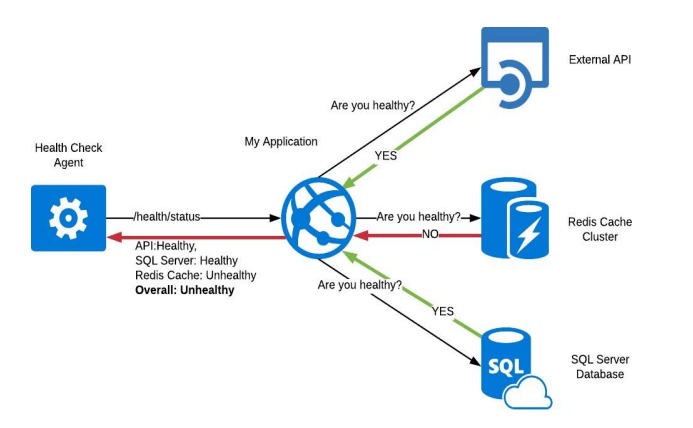 External API
Are you healthy?
My Application
Health Check
Agent
YES
/health/status
Are you healthy?
Redis Cache
Cluster
NO
API:Healthy,
SQL Server: Healthy
Redis Cache: Unhealthy
Overall: Unhealthy
Are you healthy?
YES
SQL
SQL Server
Database